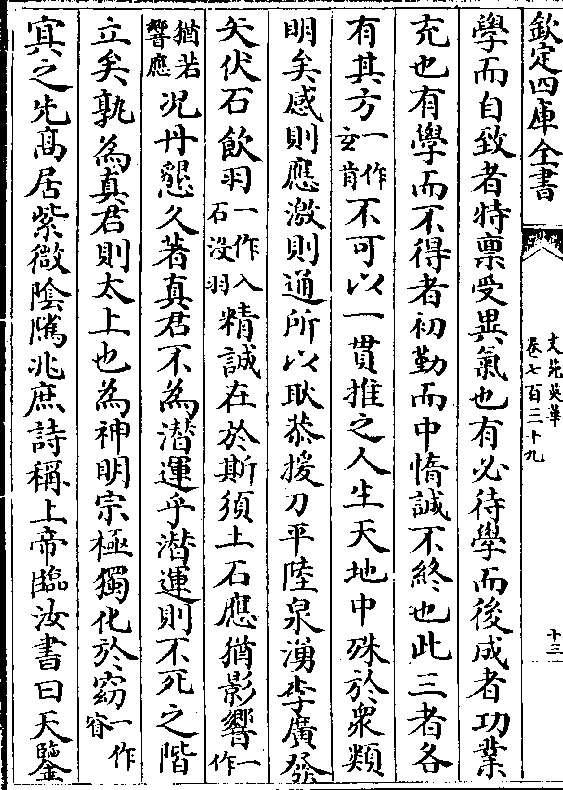 欽定四庫全書
文苑英華
卷七百三十九
十三
學而自致者特稟受異氣也有必待學而後成者功業
充也有學而不得者初勤而中惰誠不終也此三者各
有其方一作玄肯不可以一貫推之人生天地中殊於衆類
明矣感則應激則通所以耿恭援刀平陸泉湧李廣發
矢伏石飲羽一作入石没羽精誠在於斯須土石應猶影響一作
猶若響應況丹懇久著真君不為潛運乎潛運則不死之階
立矣孰為真君則太上也為神明宗極獨化於窈一作窅
㝠之先髙居紫微陰隲兆庶詩稱上帝臨汝書曰天鑒